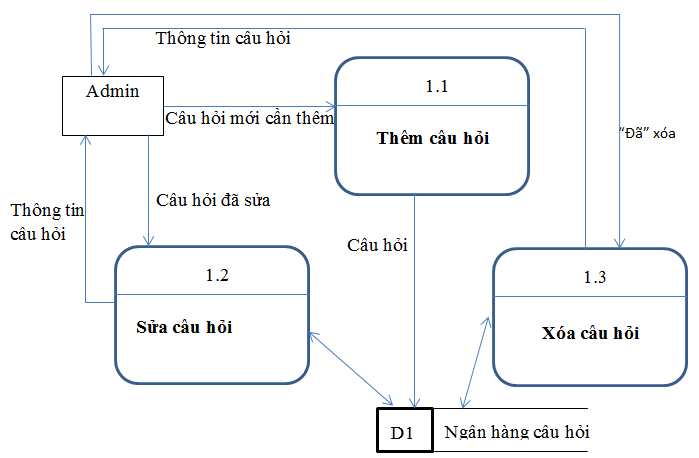 Thông tin câu hỏi
Admin
1.1
Câu hỏi mới cần thêm
Thêm câu hỏi
“Đã” xóa
Thông tin
câu hỏi
Câu hỏi đã sửa
Câu hỏi
1.2
Sửa câu hỏi
1.3
Xóa câu hỏi
D1
Ngân hàng câu hỏi